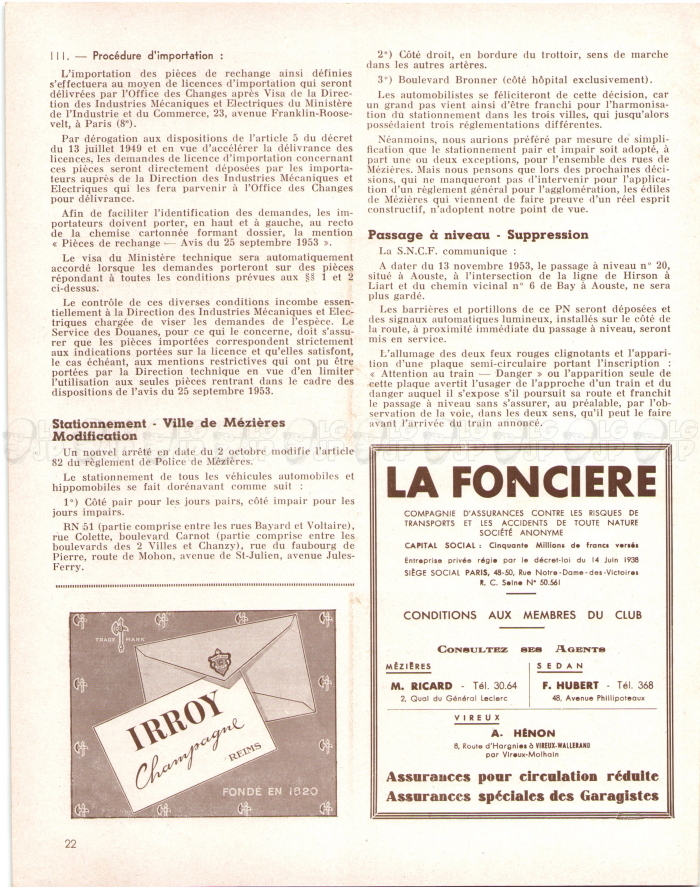 III. — Procédure d'importation :
L'importation des pièces de rechange ainsi définies
s'effectuera au moyen de licences d'importation qui seront
délivrées par l'Office des Changes après Visa de la Direc-
tion des Industries Mécaniques et Electriques du Ministère
de l'Industrie et du Commerce, 23, avenue Franklin-Roose-
velt, à Paris (8°).
Par dérogation aux dispositions de l'article 5 du décret
du 13 juillet 1949 et en vue d'accélérer la délivrance des
licences, les demandes de licence d'importation concernant
ces pièces seront directement déposées par les importa-
teurs auprès de la Direction des Industries Mécaniques et
Electriques qui les fera parvenir à l'Office des Changes
pour délivrance.
Afin de faciliter l'identification des demandes, les im-
portateurs doivent porter, en haut et à gauche, au recto
de la chemise cartonnée formant dossier, la mention
« Pièces de rechange — Avis du 25 septembre 1953 ».
Le visa du Ministère technique sera automatiquement
accordé lorsque les demandes porteront sur des pièces
répondant à toutes les conditions prévues aux §§ 1 et 2
ci-dessus.
Le contrôle de ces diverses conditions incombe essen-
tiellement à la Direction des Industries Mécaniques et Elec-
triques chargée de viser les demandes de l'espèce. Le
Service des Douanes, pour ce qui le concerne, doit s'assu-
rer que les pièces importées correspondent strictement
aux indications portées sur la licence et qu'elles satisfont,
le cas échéant, aux mentions restrictives qui ont pu être
portées par la Direction technique en vue d'en limiter
l'utilisation aux seules pièces rentrant dans le cadre des
dispositions de l'avis du 25 septembre 1953.
Stationnement - Ville de Mézières
Modification
Un nouvel arrêté en date du 2 octobre modifie l'article
82 du règlement de Police de Mézières.
Le stationnement de tous les véhicules automobiles et
hippomobiles se fait dorénavant comme suit :
1°) Côté pair pour les jours pairs, côté impair pour les
jours impairs.
RN 51 (partie comprise entre les rues Bayard et Voltaire),
rue Colette, boulevard Carnot (partie comprise entre les
boulevards des 2 Villes et Chanzy), rue du faubourg de
Pierre, route de Mohon, avenue de St-Julien, avenue Jules-
Ferry.
TRADE MARK
IRROY
Champagne
REIMS
FONDÉ EN 1820
22
2°) Côté droit, en bordure du trottoir, sens de marche
dans les autres artères.
3°) Boulevard Bronner (côté hôpital exclusivement).
Les automobilistes se féliciteront de cette décision, car
un grand pas vient ainsi d'être franchi pour l'harmonisa-
tion du stationnement dans les trois villes, qui jusqu'alors
possédaient trois réglementations différentes.
Néanmoins, nous aurions préféré par mesure de simpli-
fication que le stationnement pair et impair soit adopté, à
part une ou deux exceptions, pour l'ensemble des rues de
Mézières. Mais nous pensons que lors des prochaines déci-
sions, qui ne manqueront pas d'intervenir pour l'applica-
tion d'un règlement général pour l'agglomération, les édiles
de Mézières qui viennent de faire preuve d'un réel esprit
constructif, n'adoptent notre point de vue.
Passage à niveau - Suppression
La S.N.C.F. communique :
A dater du 13 novembre 1953, le passage à niveau n° 20,
situé à Aouste, à l'intersection de la ligne de Hirson à
Liart et du chemin vicinal n° 6 de Bay à Aouste, ne sera
plus gardé.
Les barrières et portillons de ce PN seront déposées et
des signaux automatiques lumineux, installés sur le côté de
la route, à proximité immédiate du passage à niveau, seront
mis en service.
L'allumage des deux feux rouges clignotants et l'appari-
tion d'une plaque semi-circulaire portant l'inscription :
« Attention au train — Danger » ou l'apparition seule de
cette plaque avertit l'usager de l'approche d'un train et du
danger auquel il s'expose s'il poursuit sa route et franchit
le passage à niveau sans s'assurer, au préalable, par l'ob-
servation de la voie, dans les deux sens, qu'il peut le faire
avant l'arrivée du train annoncé.
LA FONCIERE
COMPAGNIE D'ASSURANCES CONTRE LES RISQUES DE
TRANSPORTS ET LES ACCIDENTS DE TOUTE NATURE
SOCIÉTÉ ANONYME
CAPITAL SOCIAL : Cinquante Millions de francs versés
Entreprise privée régie par le décret-loi du 14 Juin 1938
SIÈGE SOCIAL PARIS, 48-50, Rue Notre-Dame-des-Victoires
R. C. Seine N° 50.561
CONDITIONS AUX MEMBRES DU CLUB
CONSULTEZ SES AGENTS
MÉZIÈRES
M. RICARD - Tél. 30.64
2, Quai du Général Leclerc
SEDAN
F. HUBERT - Tél. 368
48, Avenue Philippoteaux
VIREUX
A. HÉNON
8, Route d'Hargnies à VIREUX-WALLERAND
par Vireux-Molhain
Assurances pour circulation réduite
Assurances spéciales des Garagistes